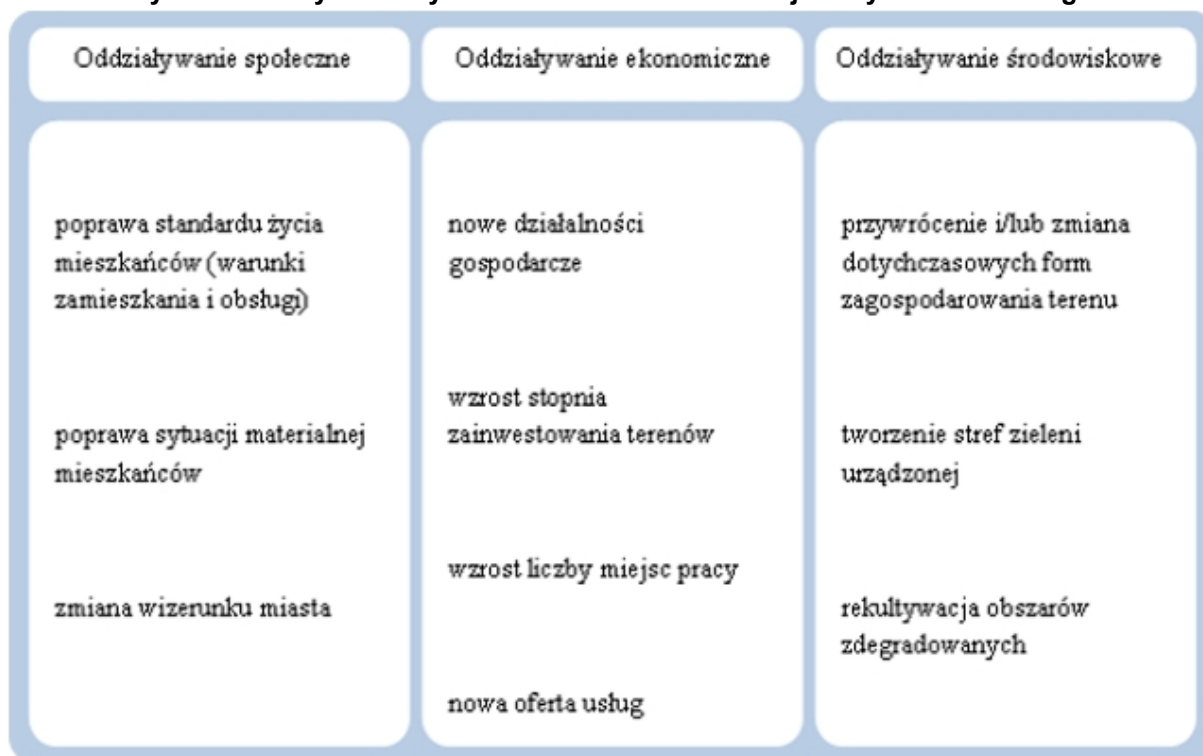 Oddziaływanie społeczne
Oddziaływanie ekonomiczne
Oddziaływanie środowiskowe
poprawa standardu życia
mieszkańców (warunki
zamieszkania i obsługi)
poprawa sytuacji materialnej
mieszkańców
zmiana wizerunku miasta
nowe działalności
gospodarcze
wzrost stopnia
zainwestowania terenów
wzrost liczby miejsc pracy
nowa oferta usług
przywrócenie i/lub zmiana
dotychczasowych form
zagospodarowania terenu
tworzenie stref zieleni
urządzonej
rekultywacja obszarów
zdegradowanych